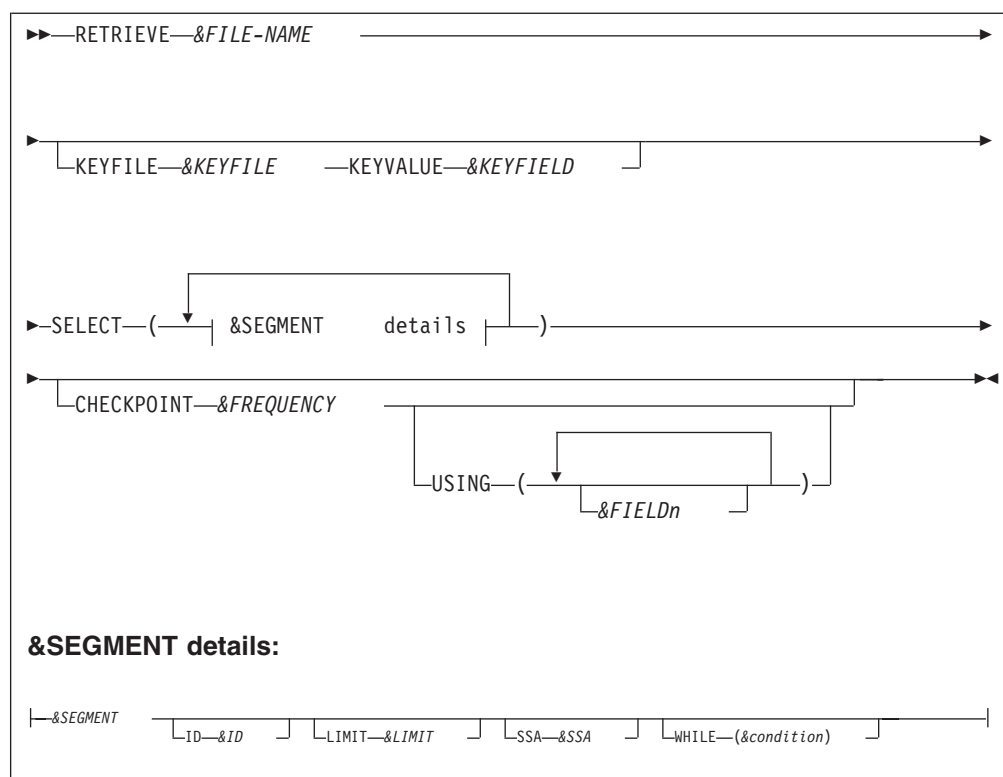 RETRIEVE &FILE-NAME
KEYFILE &KEYFILE KEYVALUE &KEYFIELD
SELECT ( &SEGMENT details )
CHECKPOINT &FREQUENCY
USING ( )
&FIELDn
&SEGMENT details:
&SEGMENT
ID &ID LIMIT &LIMIT SSA &SSA WHILE (&condition)